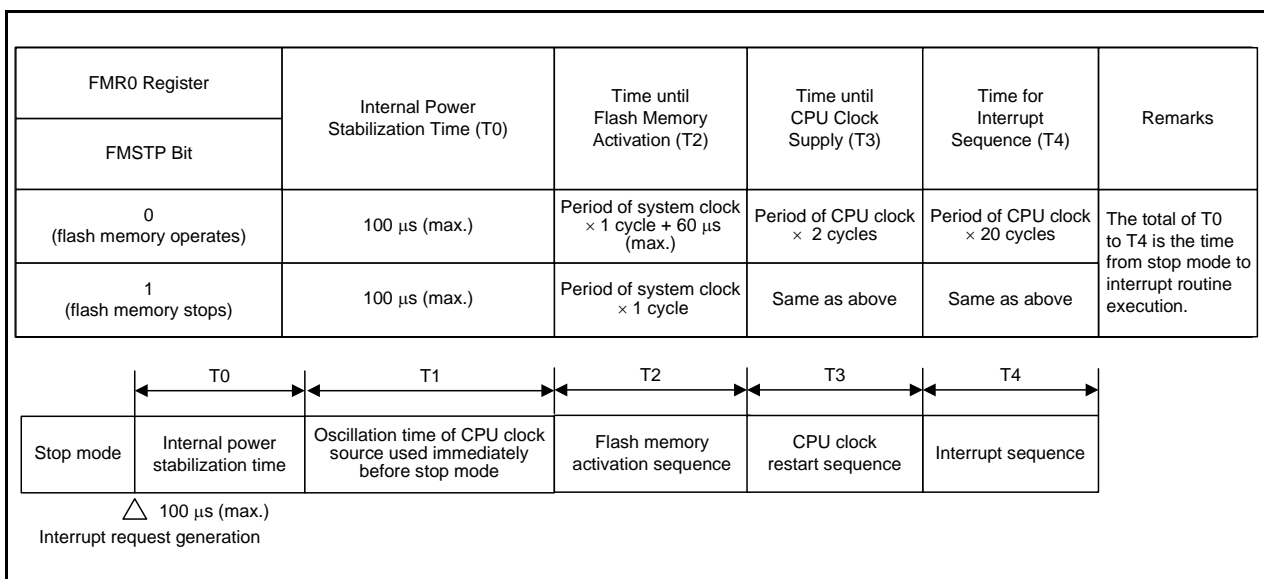 FMR0 Register
FMSTP Bit
Internal Power
Stabilization Time (T0)
Time until
Flash Memory
Activation (T2)
Time until
CPU Clock
Supply (T3)
Time for
Interrupt
Sequence (T4)
Remarks
0
(flash memory operates)
100 μs (max.)
Period of system clock
× 1 cycle + 60 μs
(max.)
Period of CPU clock
× 2 cycles
Period of CPU clock
× 20 cycles
The total of T0
to T4 is the time
from stop mode to
interrupt routine
execution.
1
(flash memory stops)
100 μs (max.)
Period of system clock
× 1 cycle
Same as above
Same as above
T0
T1
T2
T3
T4
Stop mode
Internal power
stabilization time
Oscillation time of CPU clock
source used immediately
before stop mode
Flash memory
activation sequence
CPU clock
restart sequence
Interrupt sequence
100 μs (max.)
Interrupt request generation